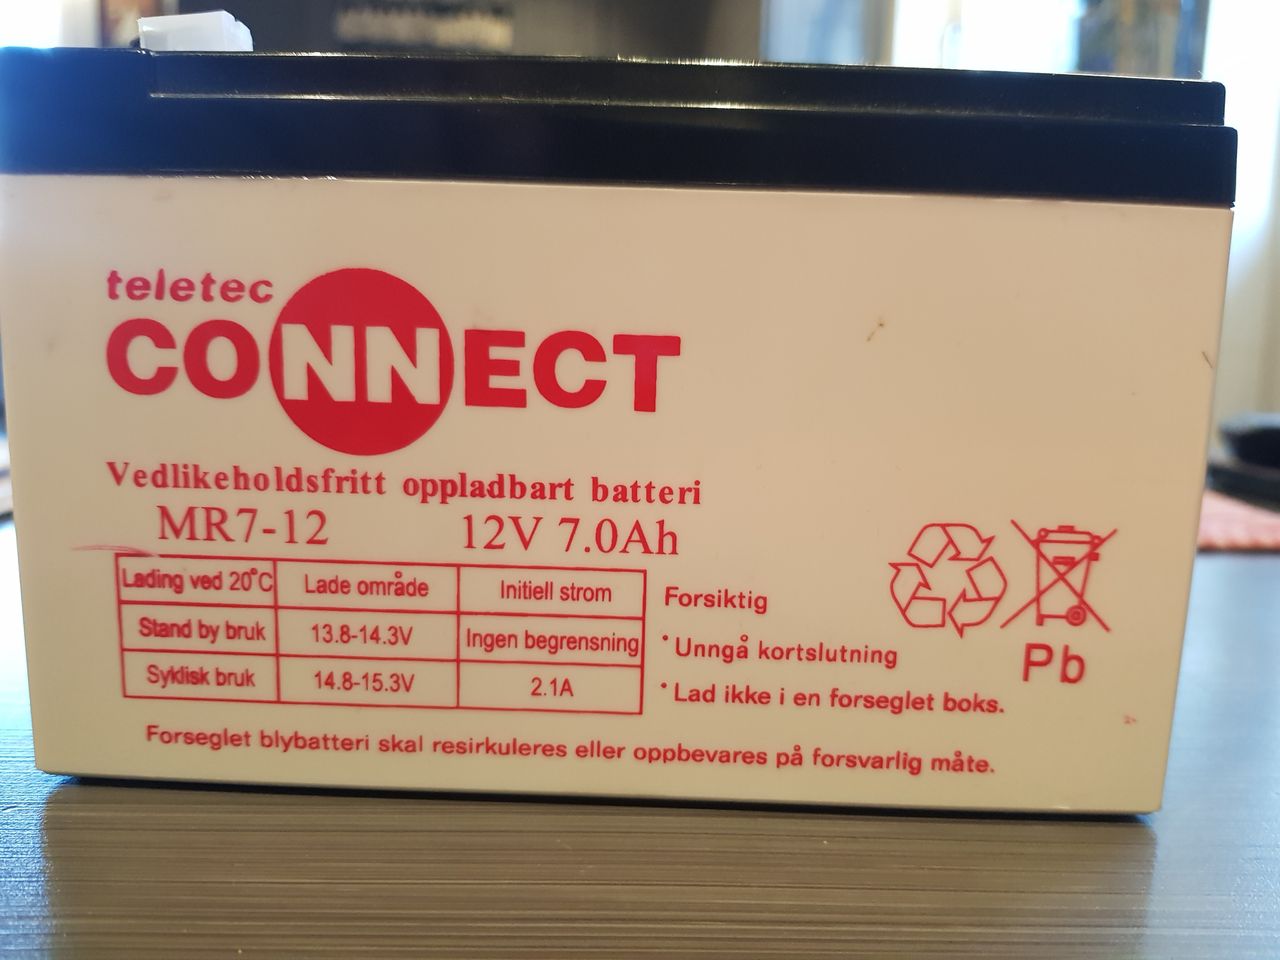 teletec
CONNECT
Vedlikeholdsfritt oppladbart batteri
MR7-12 12V 7.0Ah
Lading ved 20°C Lade område Initiell strom
Stand by bruk 13.8-14.3V Ingen begrensning
Syklisk bruk 14.8-15.3V 2.1A
Forsiktig
• Unngå kortslutning
• Lad ikke i en forseglet boks.
Pb
Forseglet blybatteri skal resirkuleres eller oppbevares på forsvarlig måte.